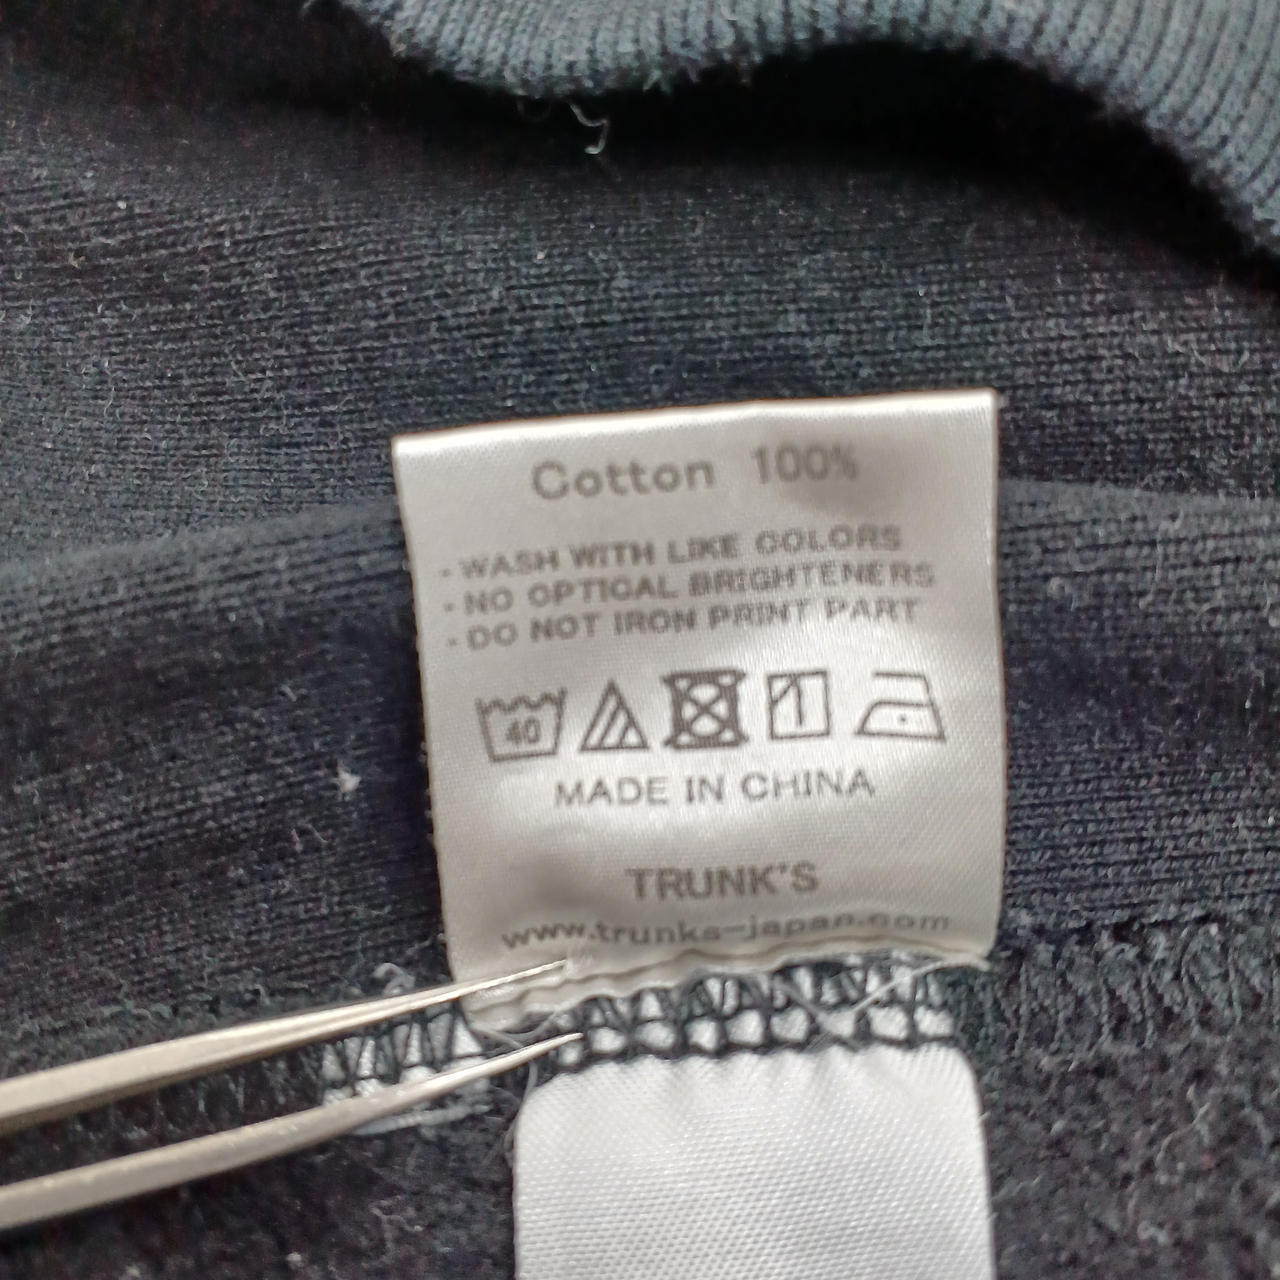 Cotton 100%
- WASH WITH LIKE COLORS
- NO OPTICAL BRIGHTENERS
- DO NOT IRON PRINT PART
40
MADE IN CHINA
TRUNK'S
www.trunks-japan.com